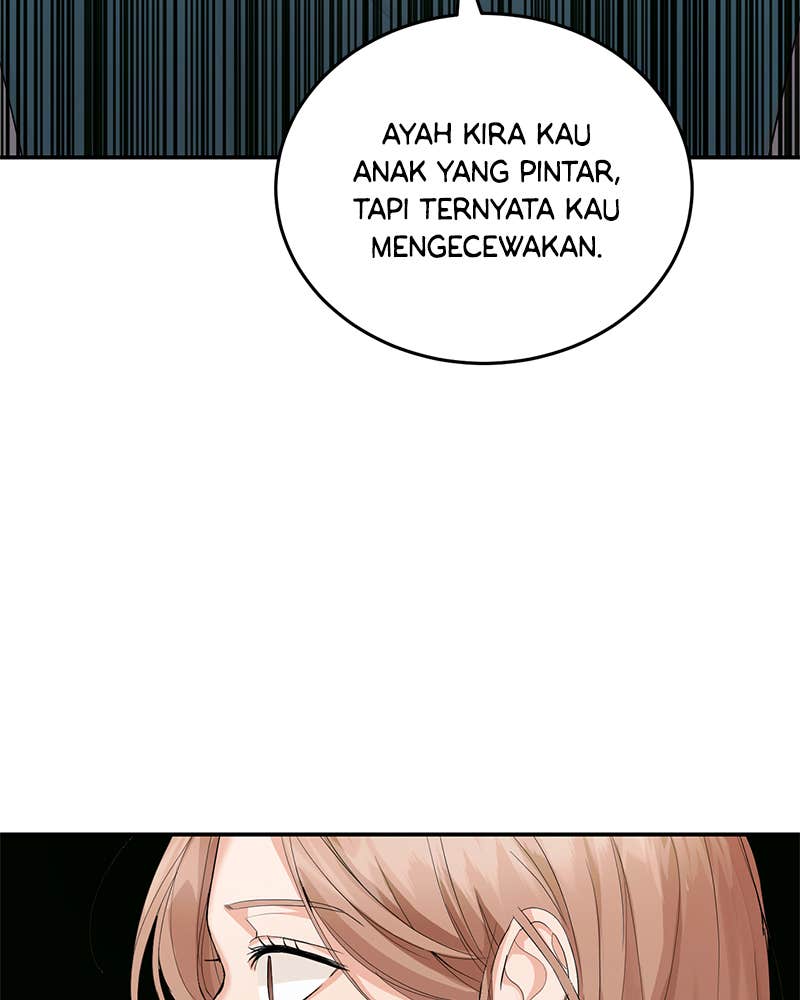 AYAH KIRA KAU
ANAK YANG PINTAR,
TAPI TERNYATA KAU
MENGECEWAKAN.